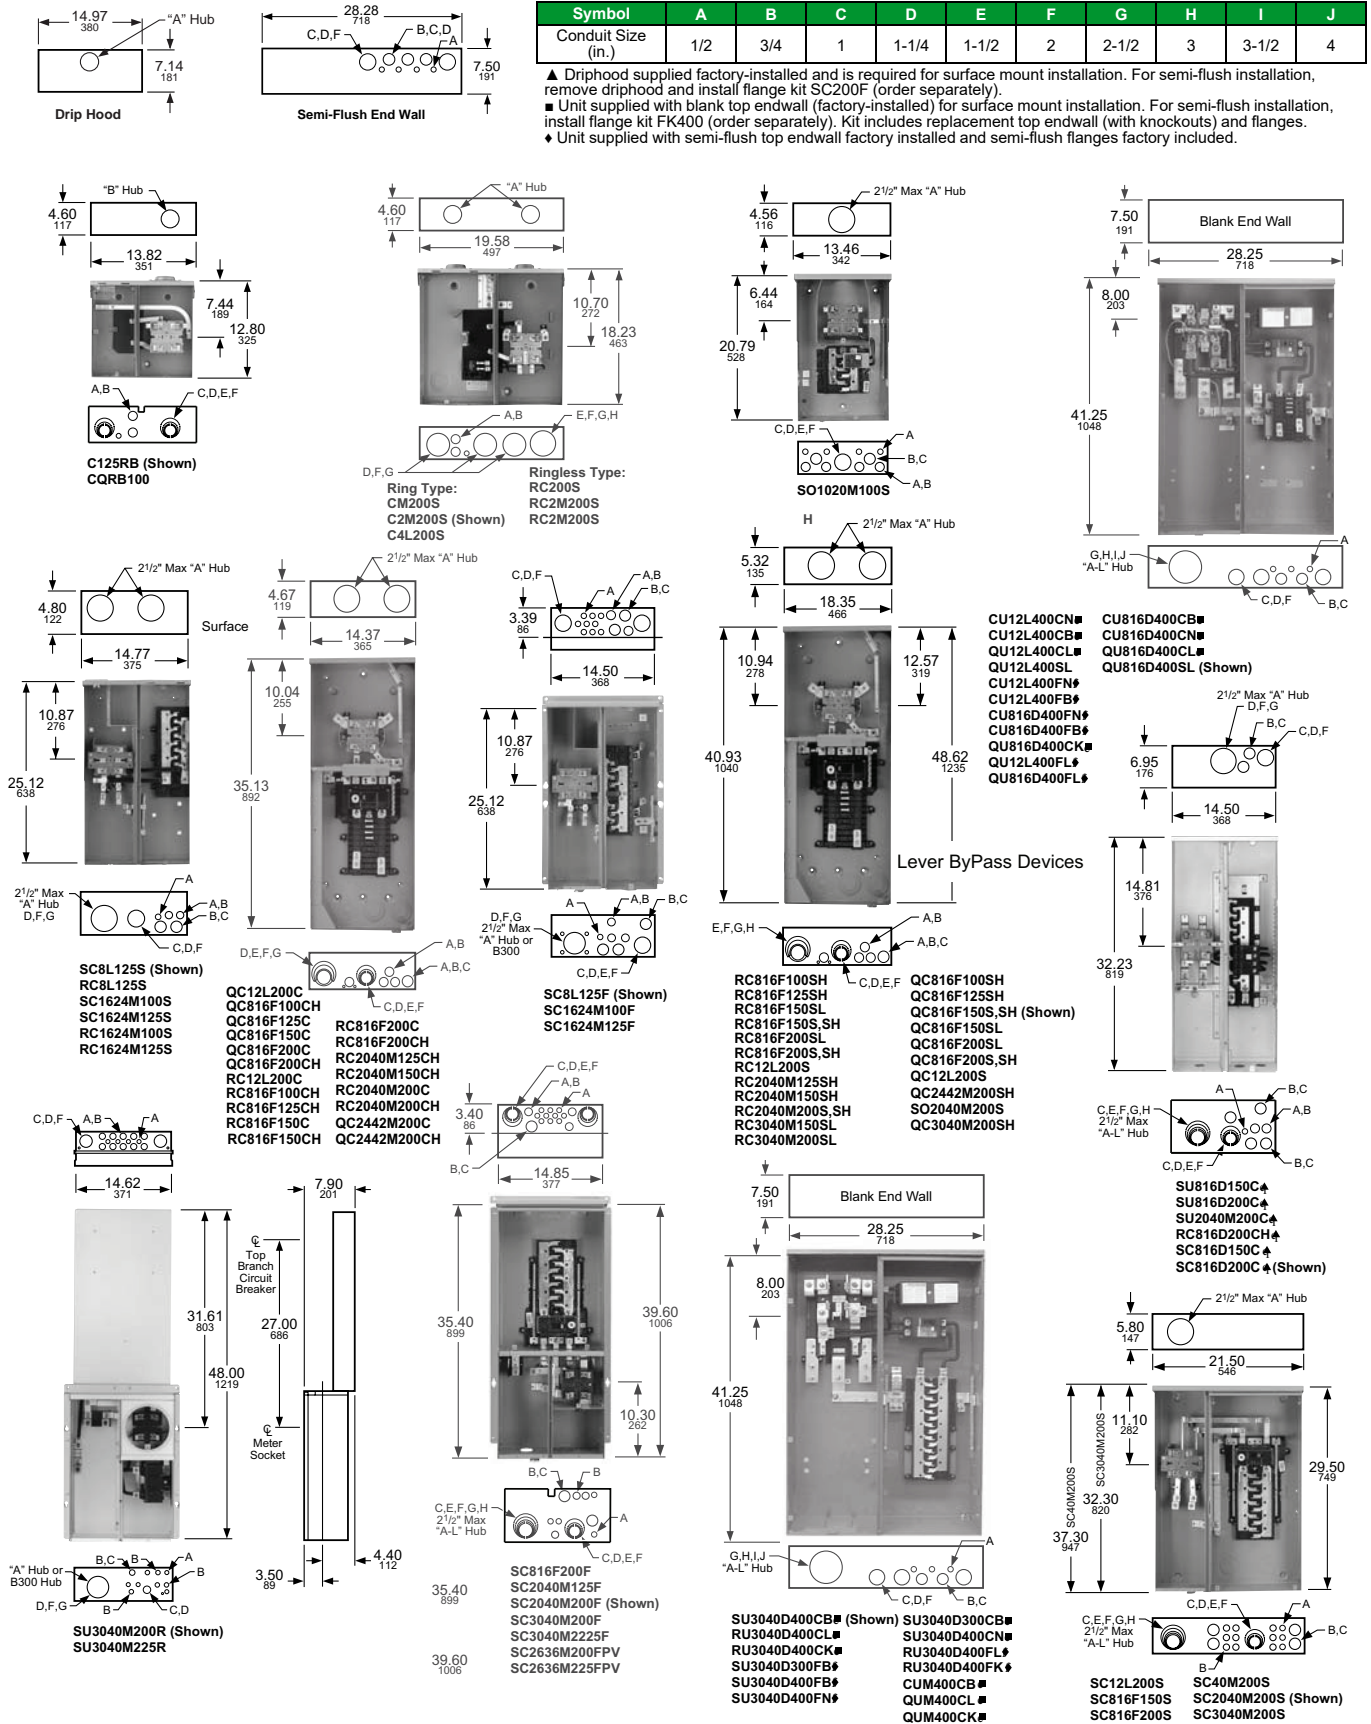 14.97
380
"A" Hub
7.14
181
Drip Hood
28.28
718
C,D,F
B,C,D
A
7.50
191
Semi-Flush End Wall
Symbol A B C D E F G H I J
Conduit Size (in.) 1/2 3/4 1 1-1/4 1-1/2 2 2-1/2 3 3-1/2 4
▲ Driphood supplied factory-installed and is required for surface mount installation. For semi-flush installation,
remove driphood and install flange kit SC200F (order separately).
■ Unit supplied with blank top endwall (factory-installed) for surface mount installation. For semi-flush installation,
install flange kit FK400 (order separately). Kit includes replacement top endwall (with knockouts) and flanges.
♦ Unit supplied with semi-flush top endwall factory installed and semi-flush flanges factory included.
"B" Hub
4.60
117
13.82
351
7.44
189
12.80
325
A,B
C,D,E,F
C125RB (Shown)
CQRB100
"A" Hub
4.60
117
19.58
497
10.70
272
18.23
463
A,B
E,F,G,H
D,F,G
Ring Type:
CM200S
C2M200S (Shown)
C4L200S
Ringless Type:
RC200S
RC2M200S
RC2M200S
2 1/2" Max "A" Hub
4.56
116
13.46
342
6.44
164
20.79
528
C,D,E,F
A
B,C
A,B
SO1020M100S
7.50
191
Blank End Wall
28.25
718
8.00
203
41.25
1048
G,H,I,J
"A-L" Hub
A
C,D,F
B,C
CU12L400CN■
CU12L400CB■
QU12L400CL■
QU12L400SL
CU12L400FN♦
CU12L400FB♦
CU816D400FN♦
CU816D400FB♦
QU816D400CK■
QU12L400FL♦
QU816D400FL♦
CU816D400CB■
CU816D400CN■
QU816D400CL■
QU816D400SL (Shown)
2 1/2" Max "A" Hub
4.80
122
Surface
14.77
375
10.87
276
25.12
638
2 1/2" Max
"A" Hub
D,F,G
A
A,B
B,C
C,D,F
SC8L125S (Shown)
RC8L125S
SC1624M100S
SC1624M125S
RC1624M100S
RC1624M125S
2 1/2" Max "A" Hub
4.67
119
14.37
365
10.04
255
35.13
892
D,E,F,G
A,B
A,B,C
C,D,E,F
QC12L200C
QC816F100CH
QC816F125C
QC816F150C
QC816F200C
QC816F200CH
RC12L200C
RC816F100CH
RC816F125CH
RC816F150C
RC816F150CH
RC816F200C
RC816F200CH
RC2040M125CH
RC2040M150CH
RC2040M200C
RC2040M200CH
QC2442M200C
QC2442M200CH
C,D,F
A,B
A
B,C
3.39
86
14.50
368
10.87
276
25.12
638
D,F,G
2 1/2" Max
"A" Hub or
B300
A
A,B
B,C
C,D,E,F
SC8L125F (Shown)
SC1624M100F
SC1624M125F
H
2 1/2" Max "A" Hub
5.32
135
18.35
466
10.94
278
12.57
319
40.93
1040
48.62
1235
Lever ByPass Devices
E,F,G,H
A,B
A,B,C
C,D,E,F
RC816F100SH
RC816F125SH
RC816F150SL
RC816F150S,SH
RC816F200SL
RC816F200S,SH
RC12L200S
RC2040M125SH
RC2040M150SH
RC2040M200S,SH
RC3040M150SL
RC3040M200SL
QC816F100SH
QC816F125SH
QC816F150S,SH (Shown)
QC816F150SL
QC816F200SL
QC816F200S,SH
QC12L200S
QC2442M200SH
SO2040M200S
QC3040M200SH
2 1/2" Max "A" Hub
D,F,G
B,C
C,D,F
6.95
176
14.50
368
14.81
376
32.23
819
C,E,F,G,H
2 1/2" Max
"A-L" Hub
A
B,C
A,B
C,D,E,F
B,C
SU816D150C♠
SU816D200C♠
SU2040M200C♠
RC816D200CH♠
SC816D150C♠
SC816D200C♠(Shown)
C,D,F
A,B
A
14.62
371
31.61
803
48.00
1219
"A" Hub or
B300 Hub
D,F,G
B,C
B
A
B
B
C,D
SU3040M200R (Shown)
SU3040M225R
7.90
201
℄
Top
Branch
Circuit
Breaker
27.00
686
℄
Meter
Socket
3.50
89
4.40
112
C,D,E,F
A,B
A
3.40
86
B,C
14.85
377
35.40
899
39.60
1006
10.30
262
B,C
B
C,E,F,G,H
2 1/2" Max
"A-L" Hub
A
C,D,E,F
35.40
899
39.60
1006
SC816F200F
SC2040M125F
SC2040M200F (Shown)
SC3040M200F
SC3040M2225F
SC2636M200FPV
SC2636M225FPV
7.50
191
Blank End Wall
28.25
718
8.00
203
41.25
1048
G,H,I,J
"A-L" Hub
A
C,D,F
B,C
SU3040D400CB■(Shown)
RU3040D400CL■
RU3040D400CK■
SU3040D300FB♦
SU3040D400FB♦
SU3040D400FN♦
SU3040D300CB■
SU3040D400CN■
RU3040D400FL♦
RU3040D400FK♦
CUM400CB■
QUM400CL■
QUM400CK■
2 1/2" Max "A" Hub
5.80
147
21.50
546
SC40M200S
SC3040M200S
11.10
282
32.30
820
37.30
947
29.50
749
C,E,F,G,H
2 1/2" Max
"A-L" Hub
C,D,E,F
A
B,C
B
SC12L200S
SC816F150S
SC816F200S
SC40M200S
SC2040M200S (Shown)
SC3040M200S